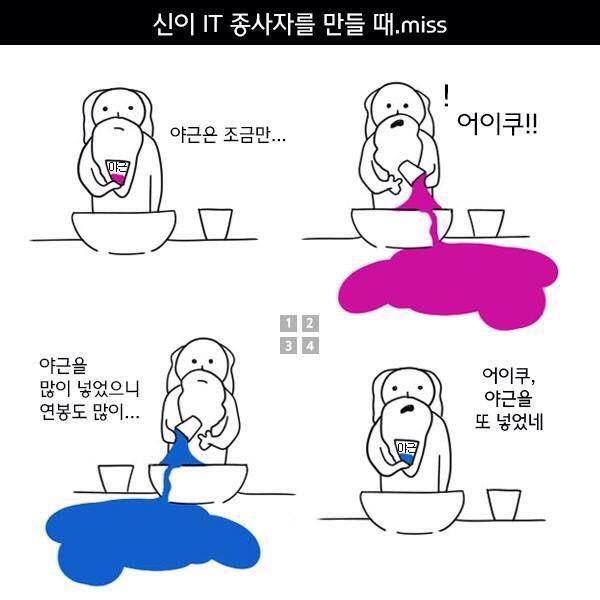 신이 IT 종사자를 만들 때.miss
야근은 조금만...
야근
!
어이쿠!!
1 2
3 4
야근을
많이 넣었으니
연봉도 많이...
어이쿠,
야근을
또 넣었네
야근